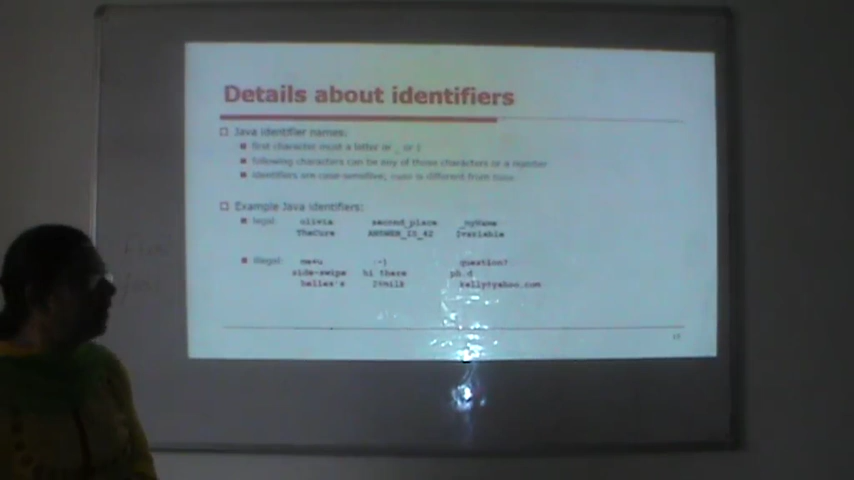 Details about identifiers
Java identifier names:
first character must a letter or _ or $
following characters can be any of those characters or a number
identifiers are case-sensitive; name is different from Name
Example Java identifiers:
legal: olivia second_place _myName
TheCure ANSWER_IS_42 $variable
illegal: me+u :-) question?
side-swipe hi there ph.d
belles's 2%milk kelly@yahoo.com